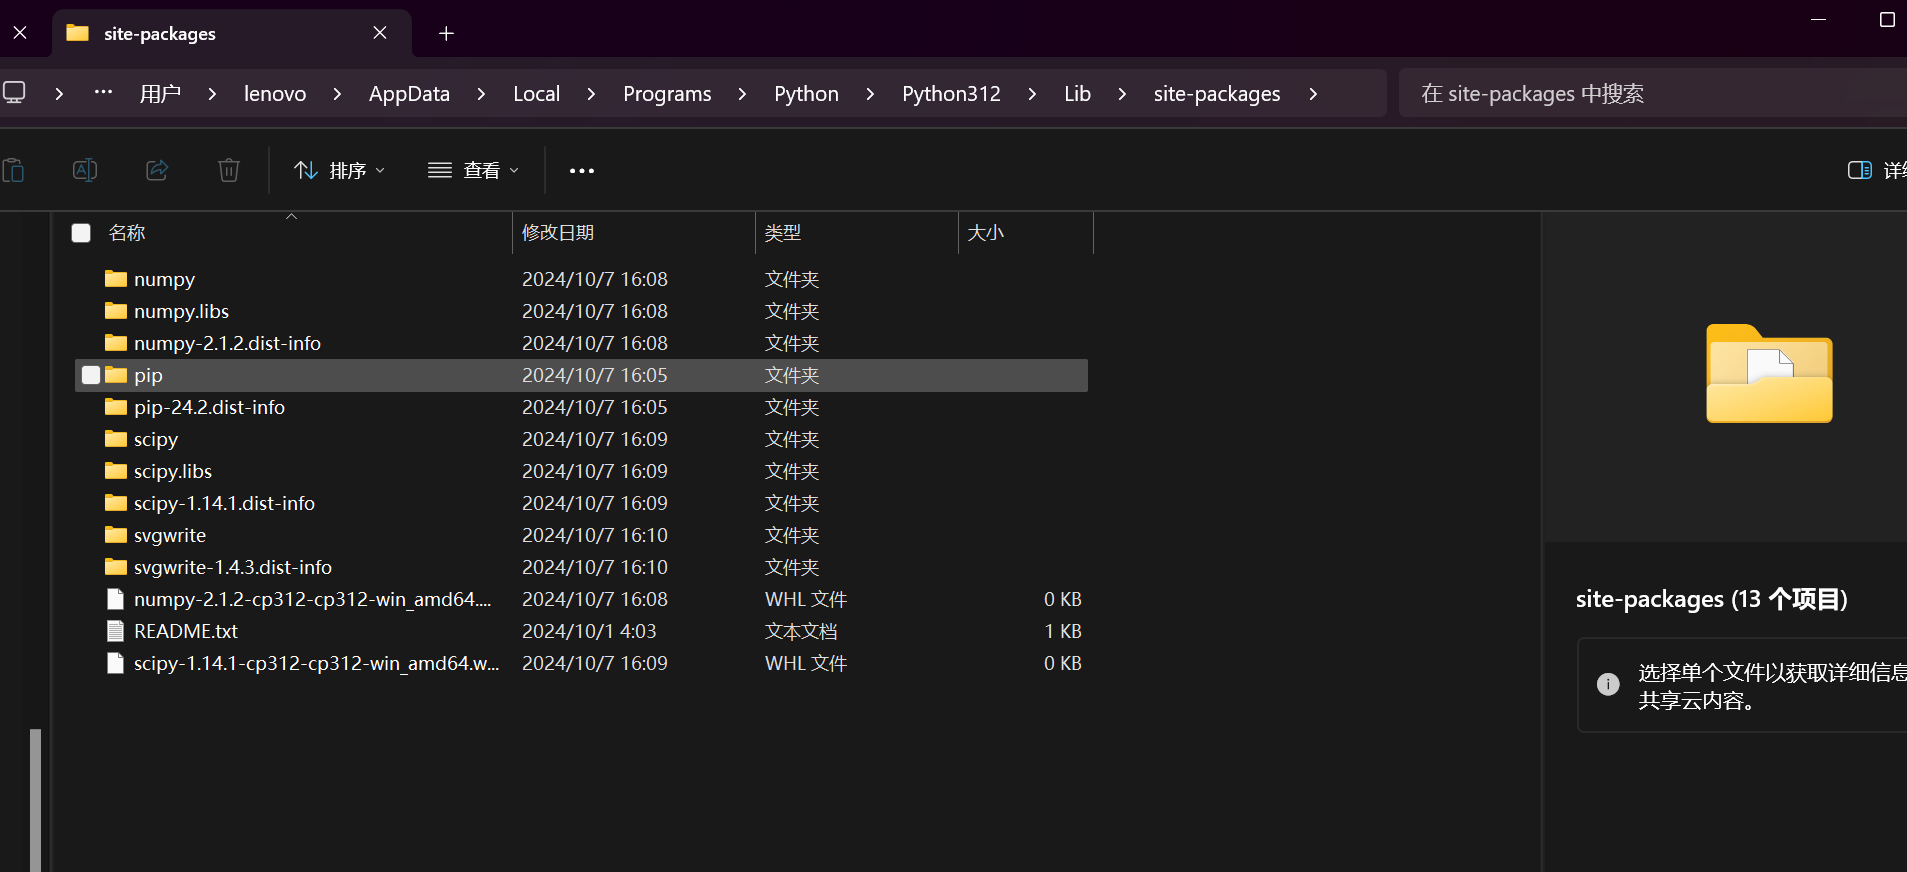 site-packages
用户 lenovo AppData Local Programs Python Python312 Lib site-packages
在 site-packages 中搜索
排序 查看 ••• 详细
名称 修改日期 类型 大小
numpy 2024/10/7 16:08 文件夹
numpy.libs 2024/10/7 16:08 文件夹
numpy-2.1.2.dist-info 2024/10/7 16:08 文件夹
pip 2024/10/7 16:05 文件夹
pip-24.2.dist-info 2024/10/7 16:05 文件夹
scipy 2024/10/7 16:09 文件夹
scipy.libs 2024/10/7 16:09 文件夹
scipy-1.14.1.dist-info 2024/10/7 16:09 文件夹
svgwrite 2024/10/7 16:10 文件夹
svgwrite-1.4.3.dist-info 2024/10/7 16:10 文件夹
numpy-2.1.2-cp312-cp312-win_amd64.... 2024/10/7 16:08 WHL 文件 0 KB
README.txt 2024/10/1 4:03 文本文档 1 KB
scipy-1.14.1-cp312-cp312-win_amd64.w... 2024/10/7 16:09 WHL 文件 0 KB
site-packages (13 个项目)
选择单个文件以获取详细信息
共享云内容。